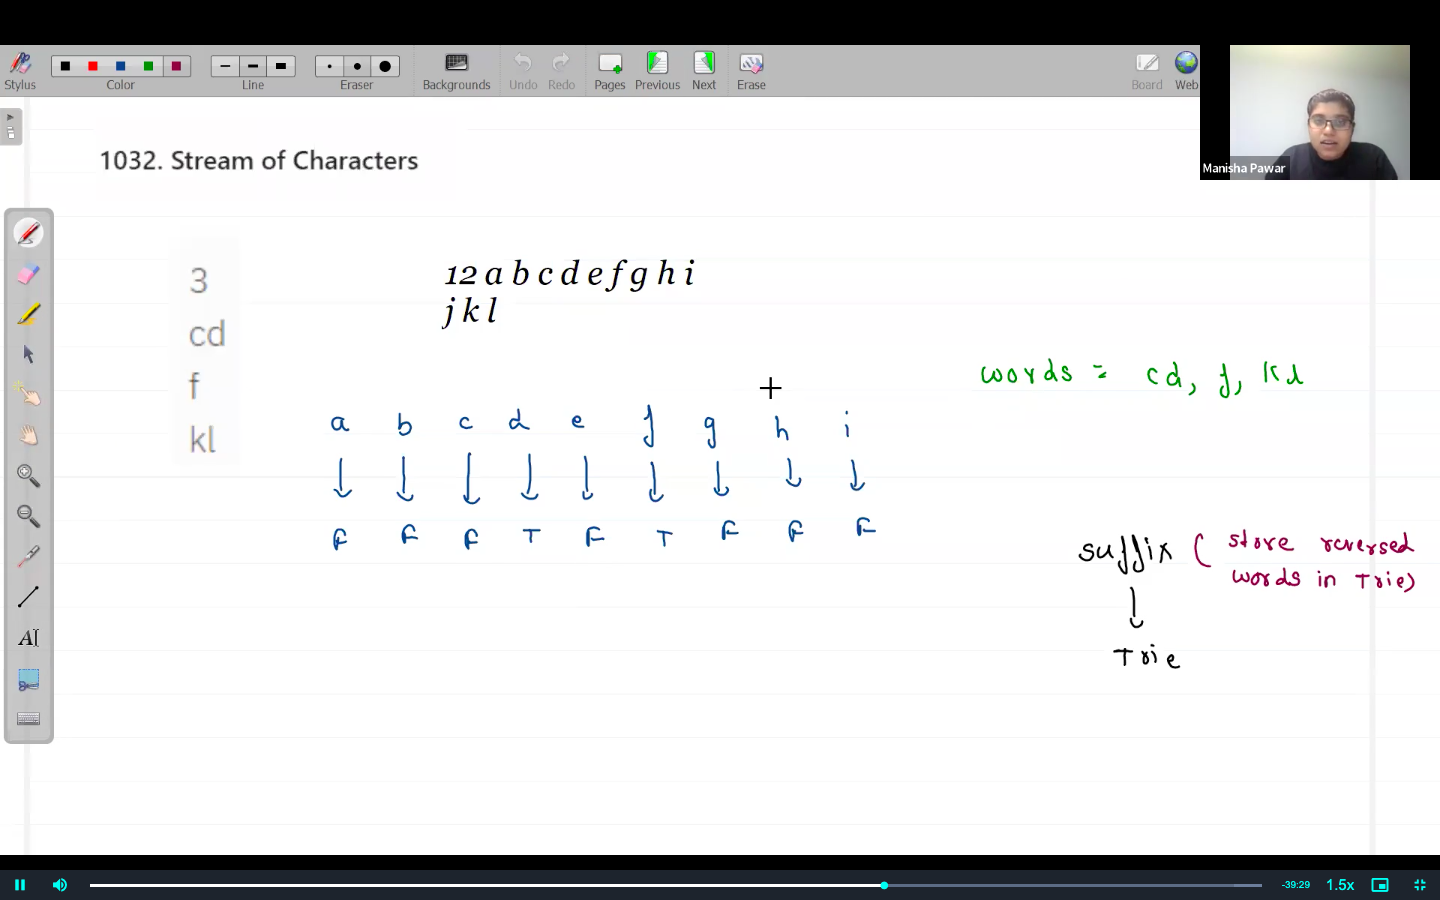 Stylus
Color
Line
Eraser
Backgrounds
Undo
Redo
Pages
Previous
Next
Erase
Board
Web
Manisha Pawar
1032. Stream of Characters
3
cd
f
kl
12 a b c d e f g h i
j k l
words = cd, f, kl
a b c d e f g h i
F F F T F T F F F
suffix ( store reversed
words in Trie)
Trie
AI
-39:29
1.5x